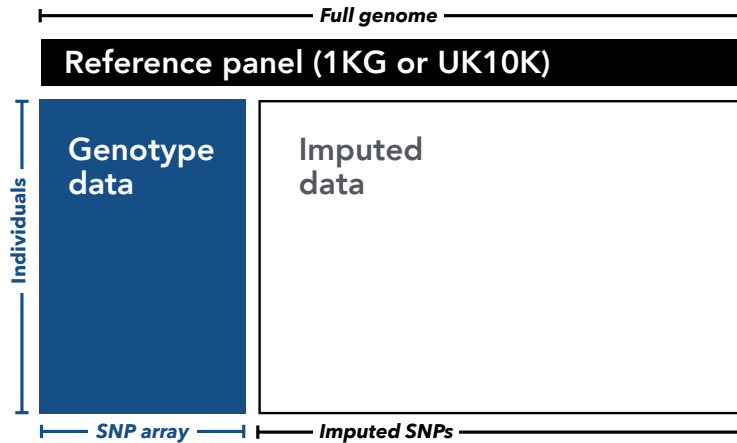 Full genome
Reference panel (1KG or UK10K)
Individuals
Genotype
data
Imputed
data
SNP array
Imputed SNPs